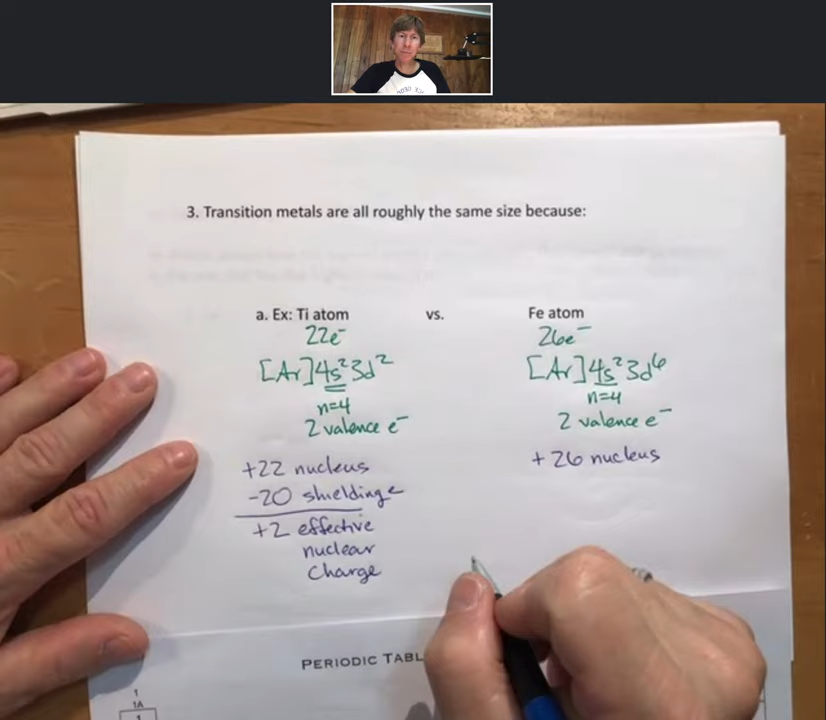 3. Transition metals are all roughly the same size because:
a. Ex: Ti atom vs. Fe atom
22e⁻ 26e⁻
[Ar]4s²3d² [Ar]4s²3d⁶
n=4 n=4
2 valence e⁻ 2 valence e⁻
+22 nucleus +26 nucleus
-20 shielding e
+2 effective
nuclear
charge
PERIODIC TABL
1
1A
1